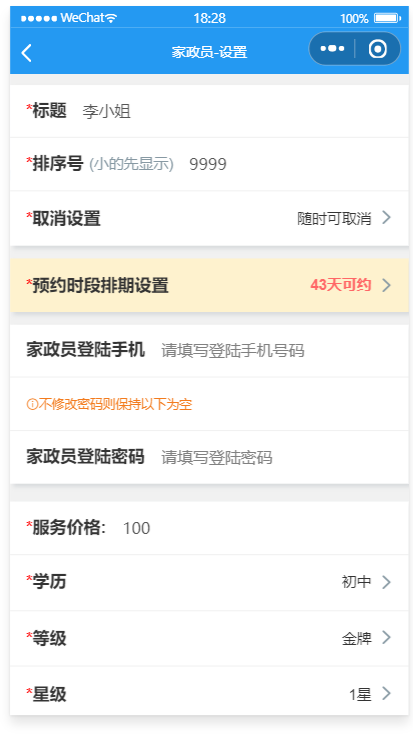 WeChat 18:28 100%
家政员-设置
*标题 李小姐
*排序号 (小的先显示) 9999
*取消设置 随时可取消
*预约时段排期设置 43天可约
家政员登陆手机 请填写登陆手机号码
不修改密码则保持以下为空
家政员登陆密码 请填写登陆密码
*服务价格: 100
*学历 初中
*等级 金牌
*星级 1星